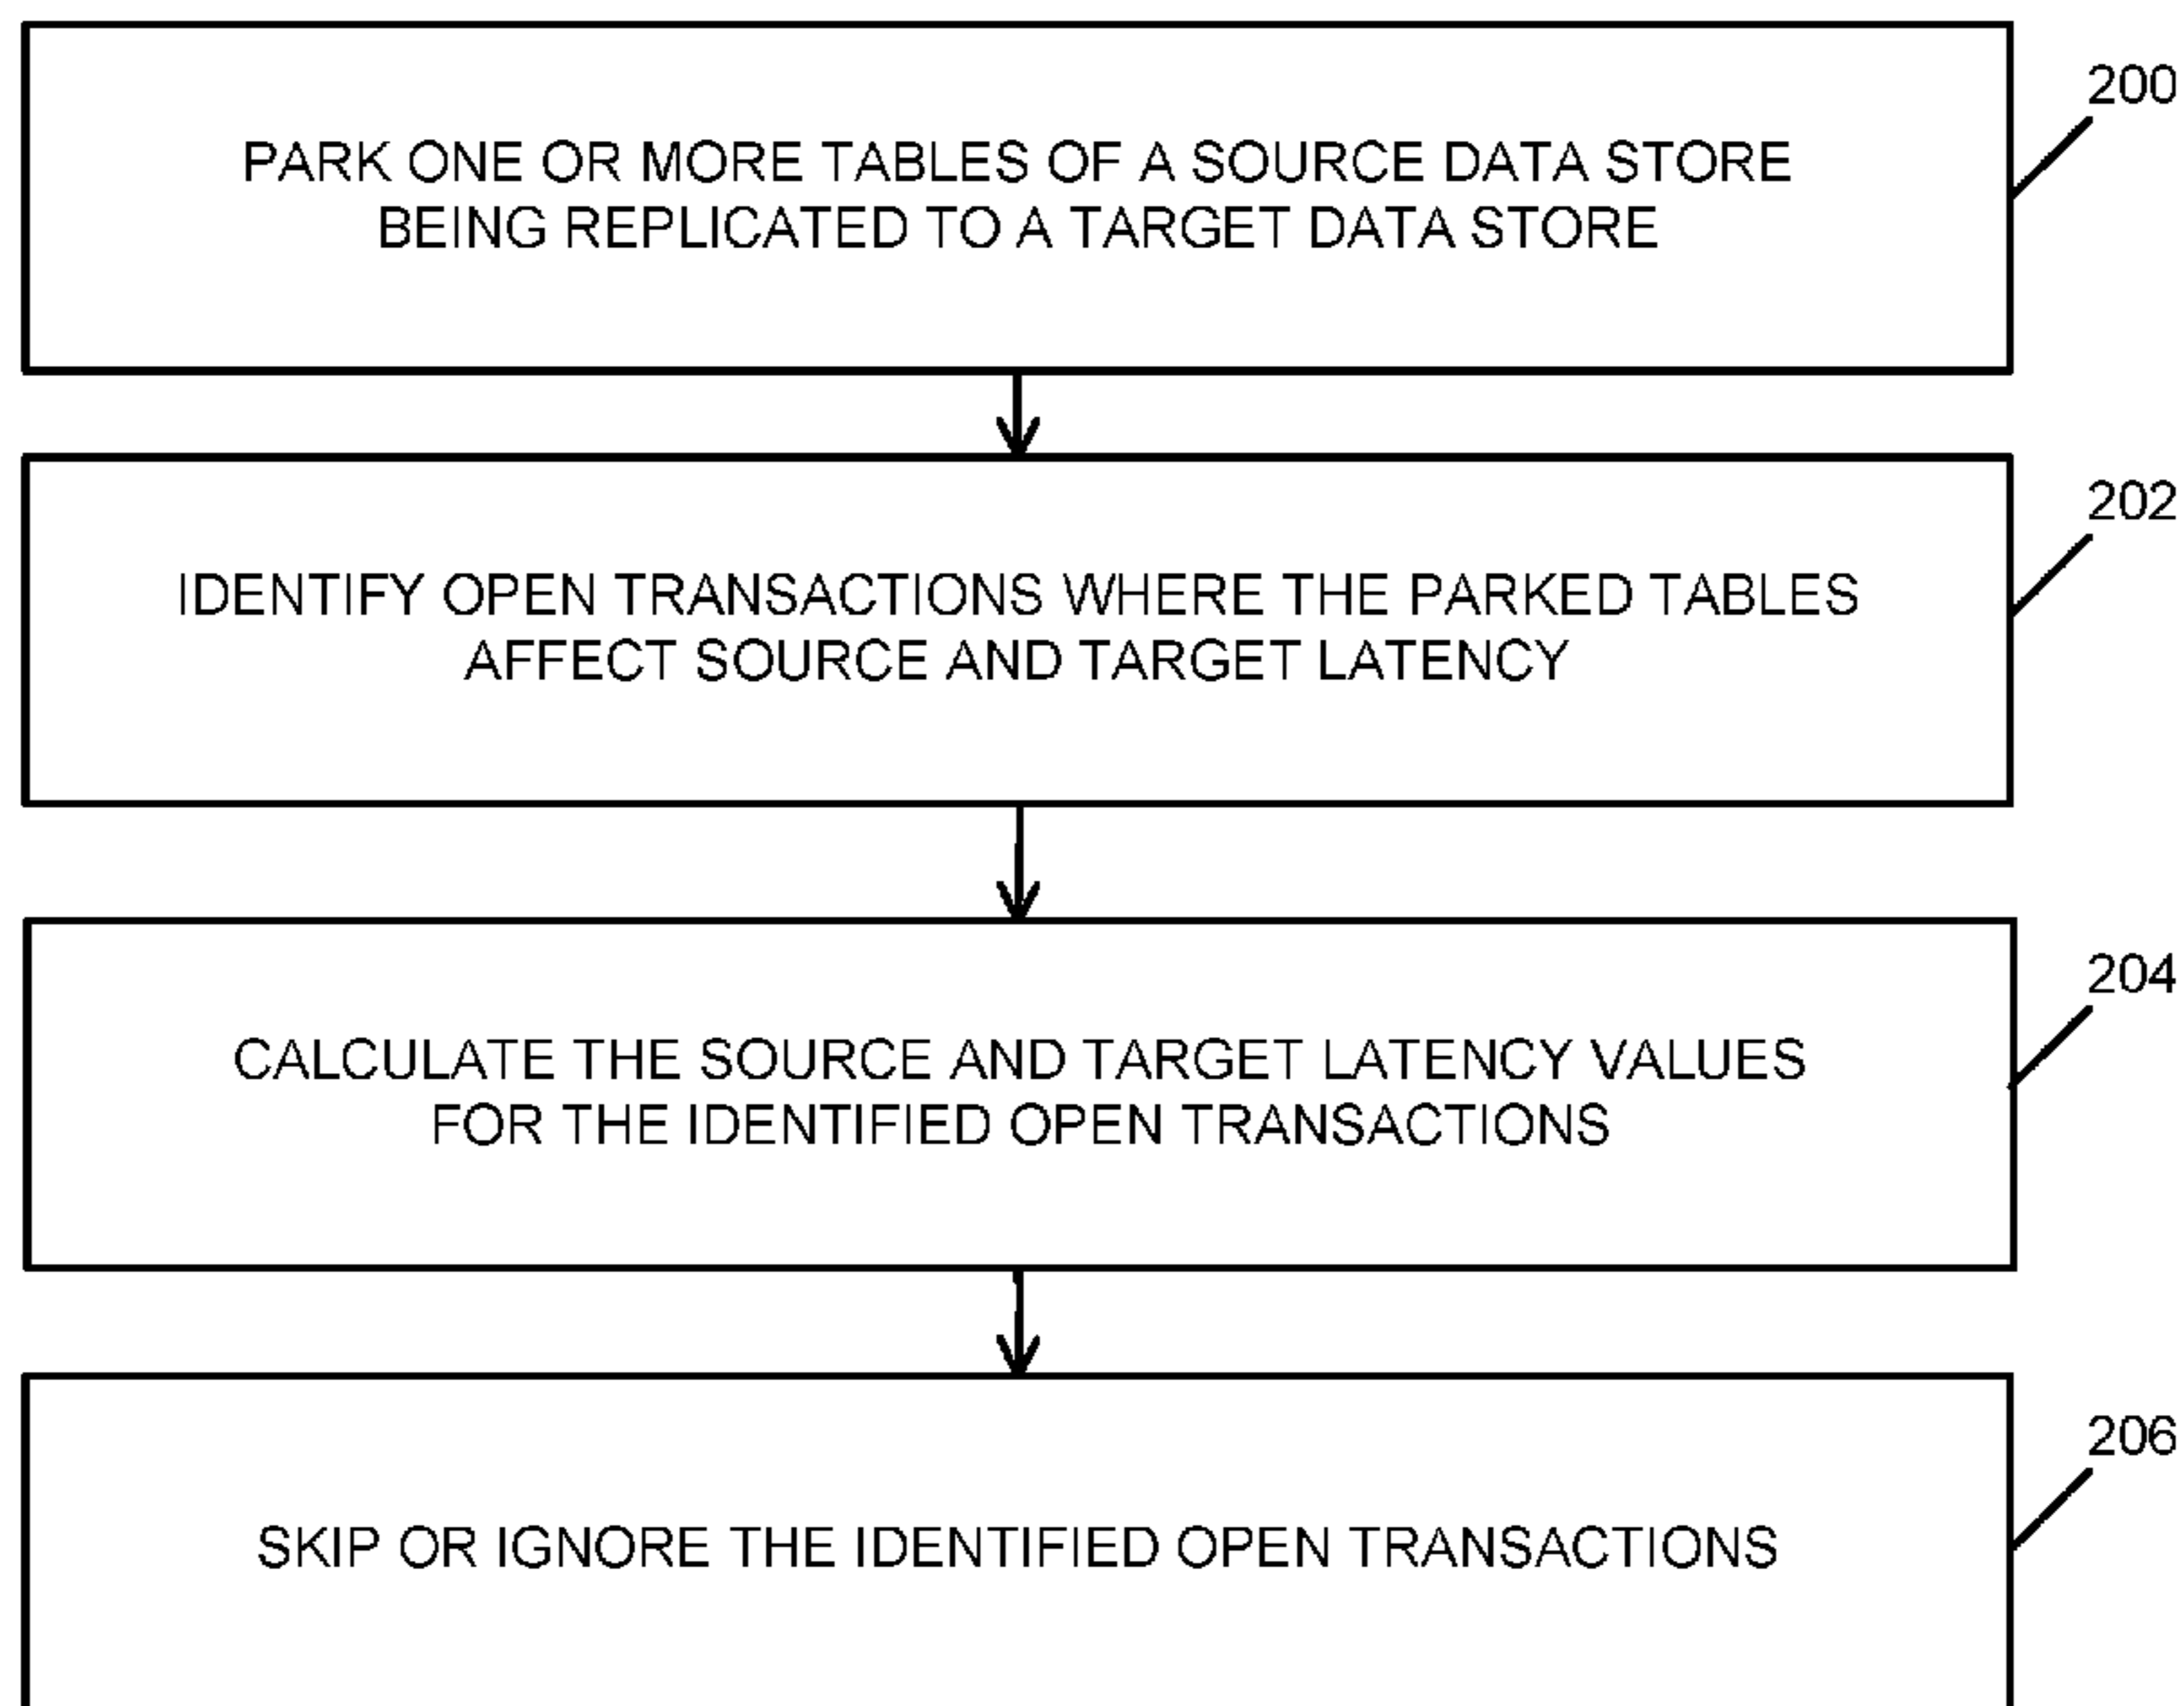 200
PARK ONE OR MORE TABLES OF A SOURCE DATA STORE
BEING REPLICATED TO A TARGET DATA STORE
202
IDENTIFY OPEN TRANSACTIONS WHERE THE PARKED TABLES
AFFECT SOURCE AND TARGET LATENCY
204
CALCULATE THE SOURCE AND TARGET LATENCY VALUES
FOR THE IDENTIFIED OPEN TRANSACTIONS
206
SKIP OR IGNORE THE IDENTIFIED OPEN TRANSACTIONS